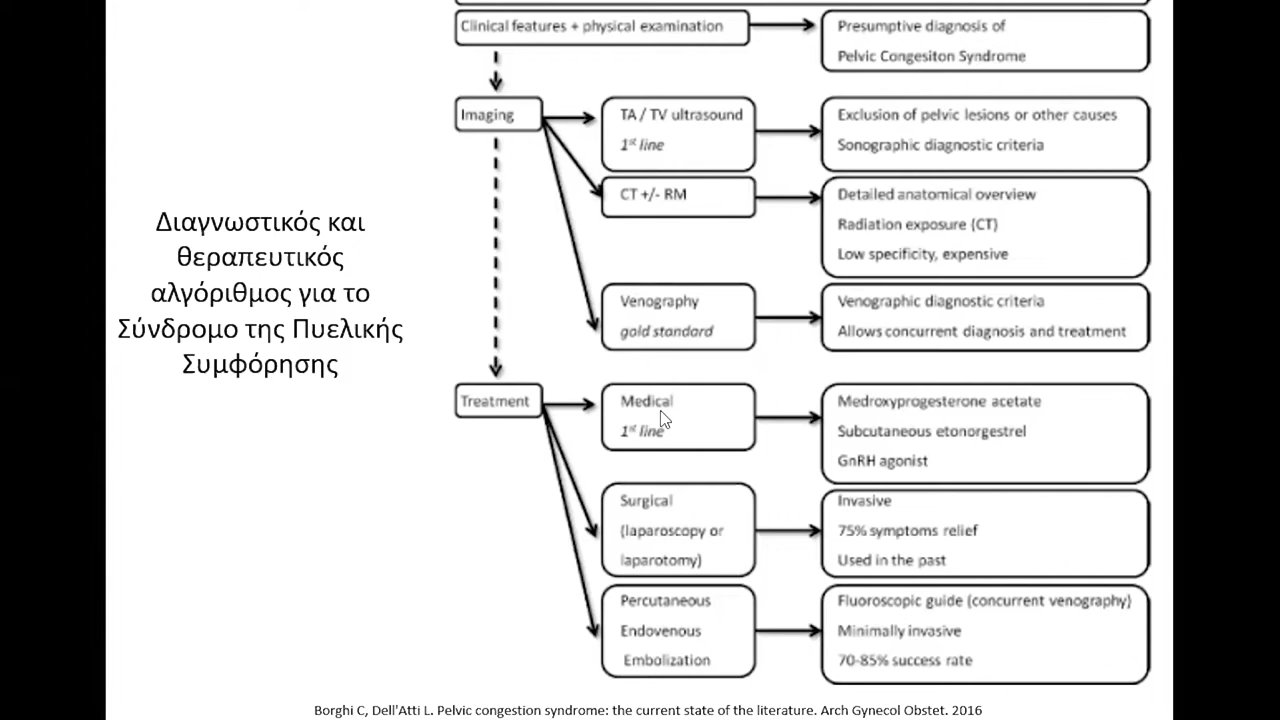 Clinical features + physical examination
Presumptive diagnosis of
Pelvic Congesiton Syndrome
Imaging
TA / TV ultrasound
1st line
Exclusion of pelvic lesions or other causes
Sonographic diagnostic criteria
CT +/- RM
Detailed anatomical overview
Radiation exposure (CT)
Low specificity, expensive
Venography
gold standard
Venographic diagnostic criteria
Allows concurrent diagnosis and treatment
Διαγνωστικός και
θεραπευτικός
αλγόριθμος για το
Σύνδρομο της Πυελικής
Συμφόρησης
Treatment
Medical
1st line
Medroxyprogesterone acetate
Subcutaneous etonorgestrel
GnRH agonist
Surgical
(laparoscopy or
laparotomy)
Invasive
75% symptoms relief
Used in the past
Percutaneous
Endovenous
Embolization
Fluoroscopic guide (concurrent venography)
Minimally invasive
70-85% success rate
Borghi C, Dell'Atti L. Pelvic congestion syndrome: the current state of the literature. Arch Gynecol Obstet. 2016